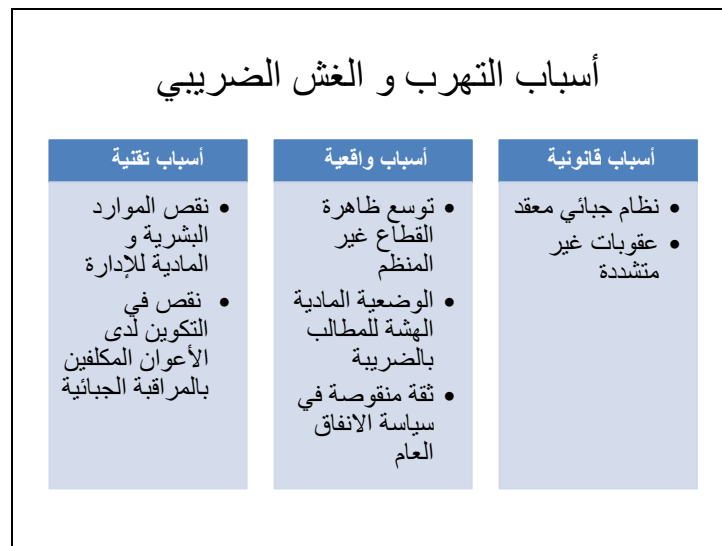 أسباب التهرب و الغش الضريبي
أسباب قانونية
• نظام جبائي معقد
• عقوبات غير
متشددة
أسباب واقعية
• توسع ظاهرة
القطاع غير
المنظم
• الوضعية المادية
الهشة للمطالب
بالضريبة
• ثقة منقوصة في
سياسة الانفاق
العام
أسباب تقنية
• نقص الموارد
البشرية و
المادية للإدارة
• نقص في
التكوين لدى
الأعوان المكلفين
بالمراقبة الجبائية